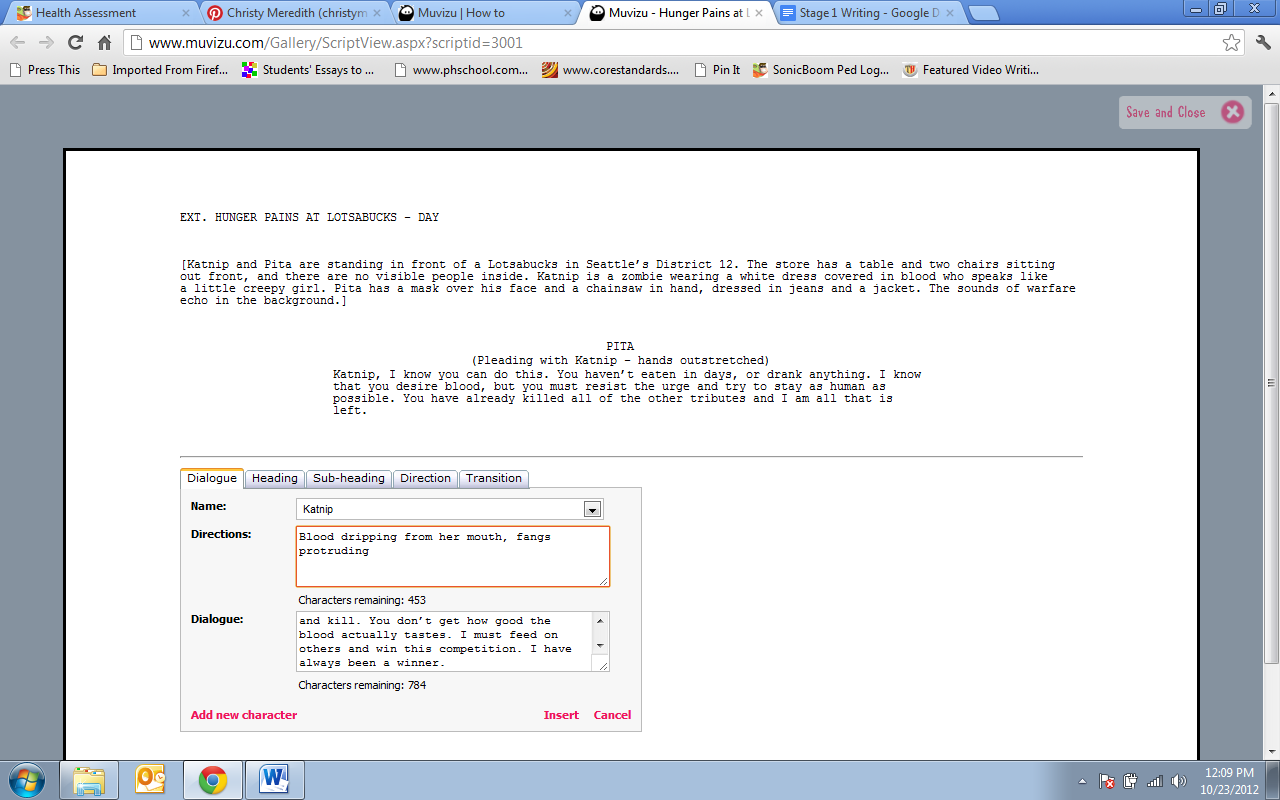 Health Assessment
Christy Meredith (christym
Muvizu | How to
Muvizu - Hunger Pains at L
Stage 1 Writing - Google D
www.muvizu.com/Gallery/ScriptView.aspx?scriptid=3001
Press This
Imported From Firef...
Students' Essays to ...
www.phschool.com...
www.corestandards....
Pin It
SonicBoom Ped Log...
Featured Video Writi...
Save and Close
EXT. HUNGER PAINS AT LOTSABUCKS - DAY
[Katnip and Pita are standing in front of a Lotsabucks in Seattle's District 12. The store has a table and two chairs sitting
out front, and there are no visible people inside. Katnip is a zombie wearing a white dress covered in blood who speaks like
a little creepy girl. Pita has a mask over his face and a chainsaw in hand, dressed in jeans and a jacket. The sounds of warfare
echo in the background.]
PITA
(Pleading with Katnip - hands outstretched)
Katnip, I know you can do this. You haven't eaten in days, or drank anything. I know
that you desire blood, but you must resist the urge and try to stay as human as
possible. You have already killed all of the other tributes and I am all that is
left.
Dialogue Heading Sub-heading Direction Transition
Name: Katnip
Directions: Blood dripping from her mouth, fangs
protruding
Characters remaining: 453
Dialogue: and kill. You don't get how good the
blood actually tastes. I must feed on
others and win this competition. I have
always been a winner.
Characters remaining: 784
Add new character Insert Cancel
12:09 PM
10/23/2012